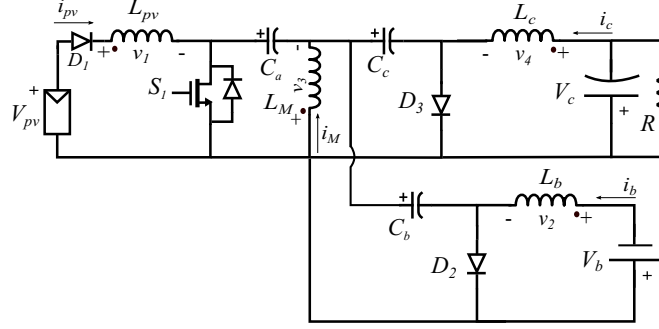 i_pv L_pv L_c i_c
D_1 + v_1 - + C_a - v_3 + C_c - v_4 +
S_1 L_M + D_3 V_c + R
+ V_pv i_M
L_b i_b
+ C_b - v_2 +
D_2 V_b +